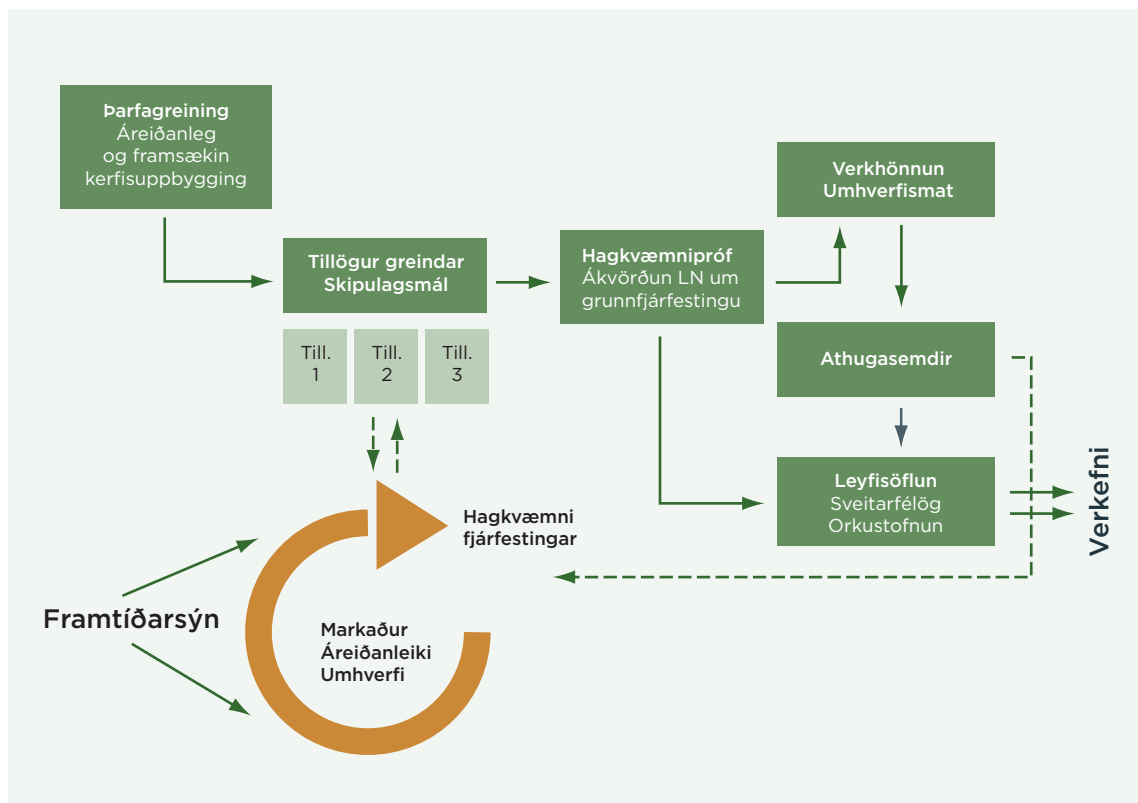 Þarfagreining
Áreiðanleg
og framsækin
kerfisuppbygging
Tillögur greindar
Skipulagsmál
Till.
1
Till.
2
Till.
3
Hagkvæmnipróf
Ákvörðun LN um
grunnfjárfestingu
Verkhönnun
Umhverfismat
Athugasemdir
Leyfisöflun
Sveitarfélög
Orkustofnun
Verkefni
Hagkvæmni
fjárfestingar
Framtíðarsýn
Markaður
Áreiðanleiki
Umhverfi